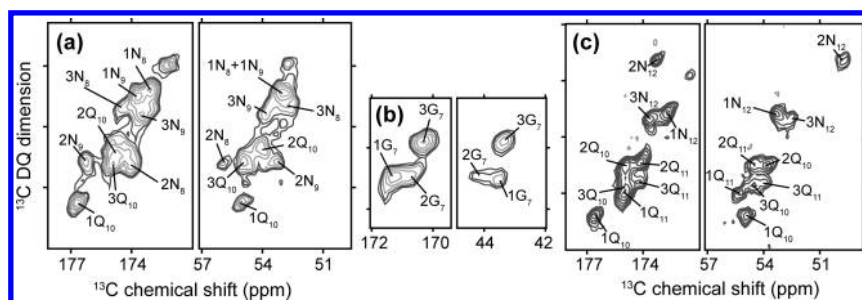 (a)
1N8
1N9
3N8
2Q10
3N9
2N9
3Q10
2N8
1Q10
1N8+1N9
3N9
3N8
2N8
2Q10
3Q10
2N9
1Q10
(b)
3G7
1G7
2G7
3G7
2G7
1G7
(c)
2N12
3N12
1N12
2Q10
2Q11
3Q10
3Q11
1Q11
1Q10
2N12
1N12
3N12
2Q11
2Q10
1Q11
3Q11
3Q10
1Q10
13C DQ dimension
177 174 57 54 51
172 170 44 42
177 174 57 54 51
13C chemical shift (ppm)
13C chemical shift (ppm)